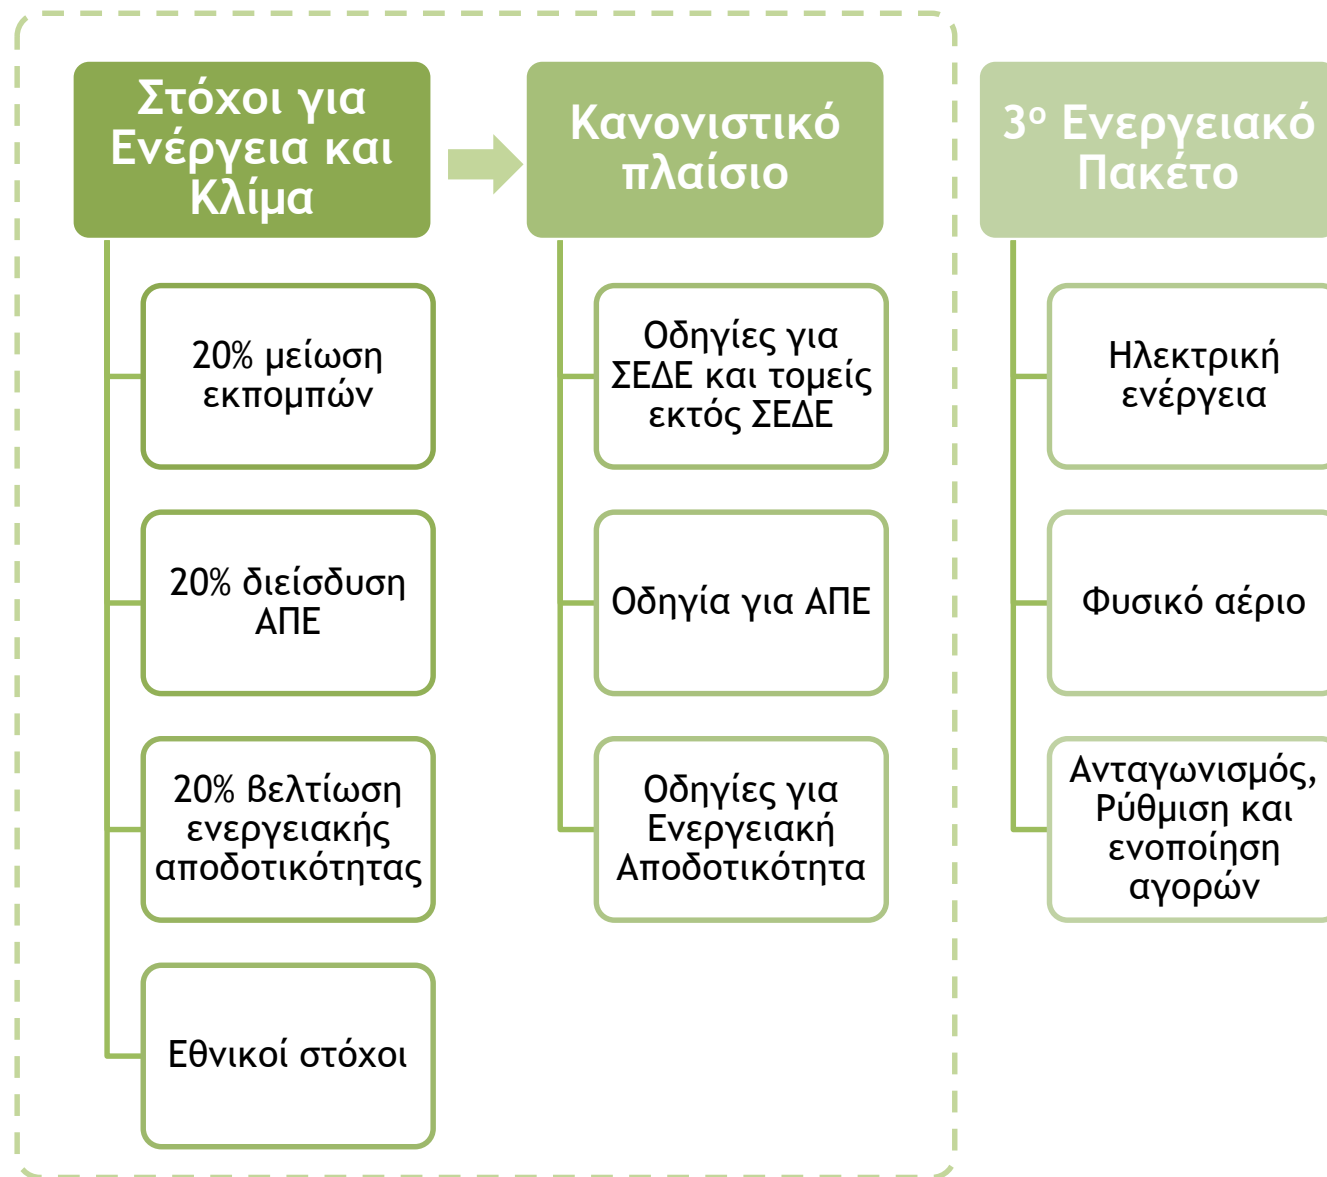 Στόχοι για
Ενέργεια και
Κλίμα
20% μείωση
εκπομπών
20% διείσδυση
ΑΠΕ
20% βελτίωση
ενεργειακής
αποδοτικότητας
Εθνικοί στόχοι
Κανονιστικό
πλαίσιο
Οδηγίες για
ΣΕΔΕ και τομείς
εκτός ΣΕΔΕ
Οδηγία για ΑΠΕ
Οδηγίες για
Ενεργειακή
Αποδοτικότητα
3ο Ενεργειακό
Πακέτο
Ηλεκτρική
ενέργεια
Φυσικό αέριο
Ανταγωνισμός,
Ρύθμιση και
ενοποίηση
αγορών